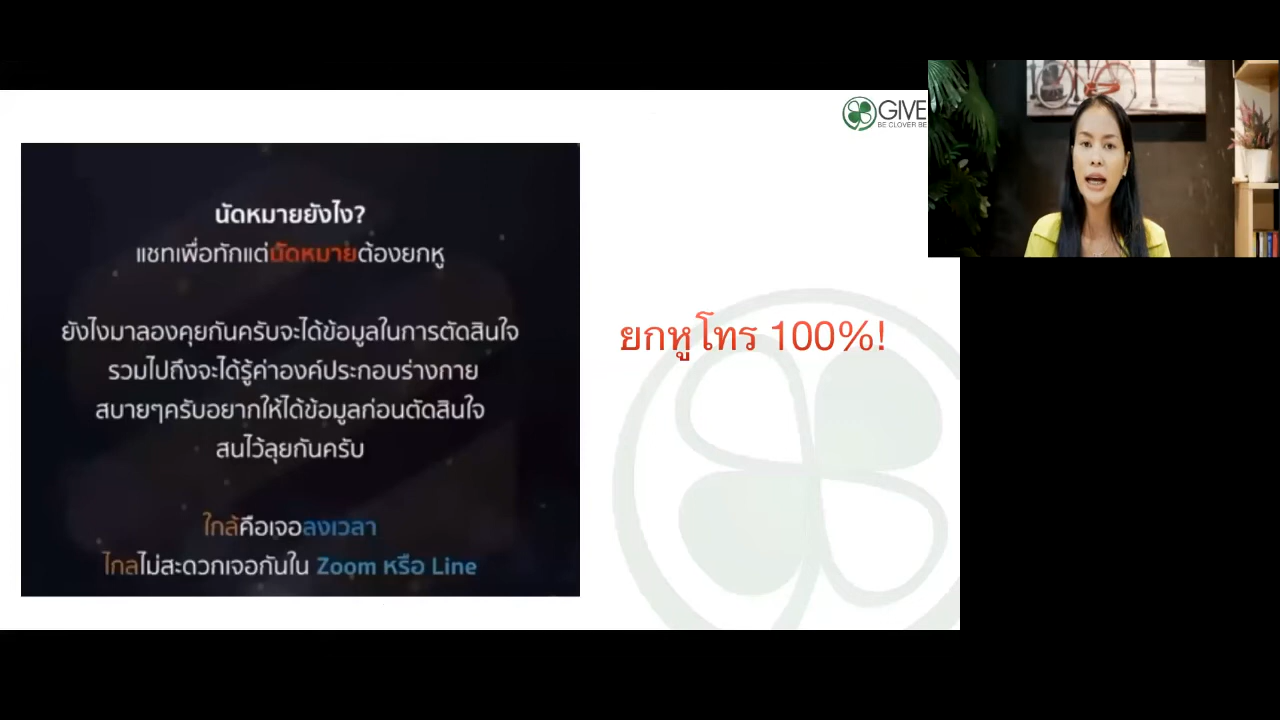 GIVE
BE CLOVER BE
นัดหมายยังไง?
แชทเพื่อทักแต่นัดหมายต้องยกหู
ยังไงมาลองคุยกันครับจะได้ข้อมูลในการตัดสินใจ
รวมไปถึงจะได้รู้ค่าองค์ประกอบร่างกาย
สบายๆครับอยากให้ได้ข้อมูลก่อนตัดสินใจ
สนไว้ลุยกันครับ
ใกล้คือเจอลงเวลา
ไกลไม่สะดวกเจอกันใน Zoom หรือ Line
ยกหูโทร 100%!